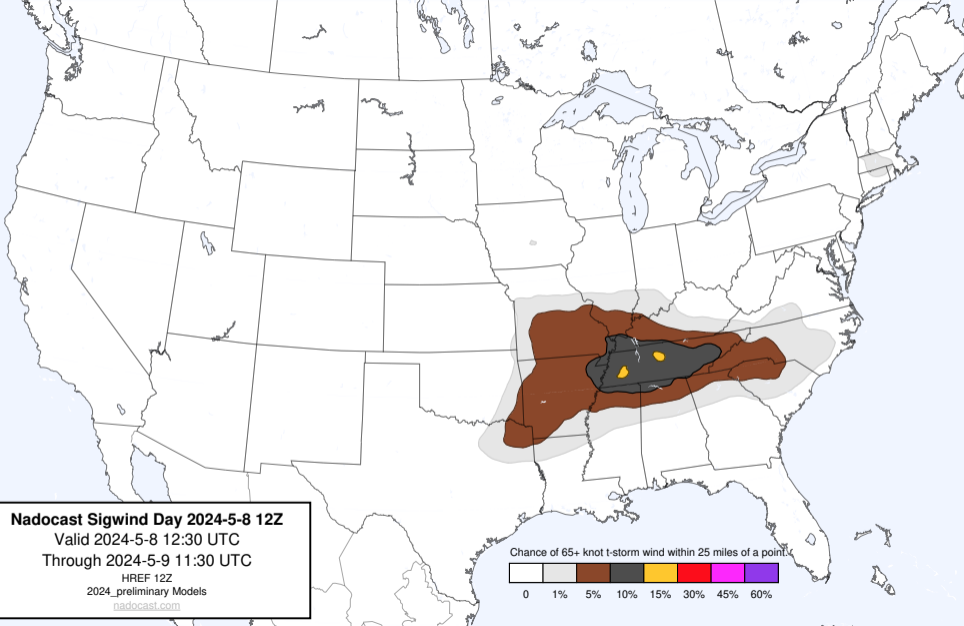 Nadocast Sigwind Day 2024-5-8 12Z
Valid 2024-5-8 12:30 UTC
Through 2024-5-9 11:30 UTC
HREF 12Z
2024_preliminary Models
nadocast.com
Chance of 65+ knot t-storm wind within 25 miles of a point.
0 1% 5% 10% 15% 30% 45% 60%